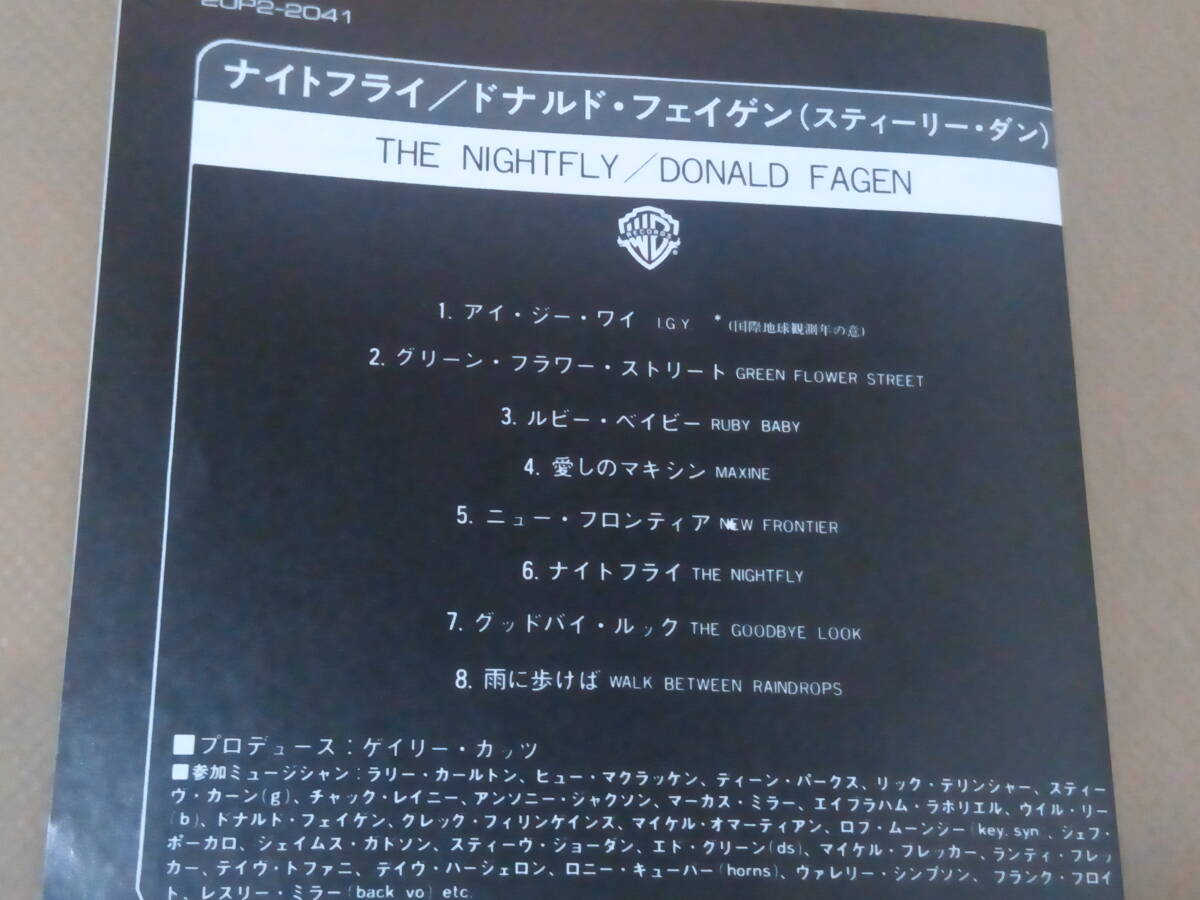 20P2-2041
ナイトフライ／ドナルド・フェイゲン(スティーリー・ダン)
THE NIGHTFLY／DONALD FAGEN
WB RECORDS
1. アイ・ジー・ワイ IGY *(国際地球観測年の意)
2. グリーン・フラワー・ストリート GREEN FLOWER STREET
3. ルビー・ベイビー RUBY BABY
4. 愛しのマキシン MAXINE
5. ニュー・フロンティア NEW FRONTIER
6. ナイトフライ THE NIGHTFLY
7. グッドバイ・ルック THE GOODBYE LOOK
8. 雨に歩けば WALK BETWEEN RAINDROPS
■プロデュース：ゲイリー・カッツ
■参加ミュージシャン：ラリー・カールトン、ヒュー・マクラッケン、ディーン・パークス、リック・デリンジャー、スティー
ヴ・カーン(g)、チャック・レイニー、アンソニー・ジャクソン、マーカス・ミラー、エイブラハム・ラボリエル、ウイル・リー
(b)、ドナルド・フェイゲン、グレッグ・フィリンゲインズ、マイケル・オマーティアン、ロブ・ムーンジー(key. syn、ジェフ・
ポーカロ、ジェイムス・ガドソン、スティーヴ・ジョーダン、エド・グリーン(ds)、マイケル・ブレッカー、ランディ・ブレッ
カー、デイヴ・トファニ、デイヴ・バージェロン、ロニー・キューバー(horns)、ヴァレリー・シンプソン、フランク・フロイ
ド、レスリー・ミラー(back vo) etc.